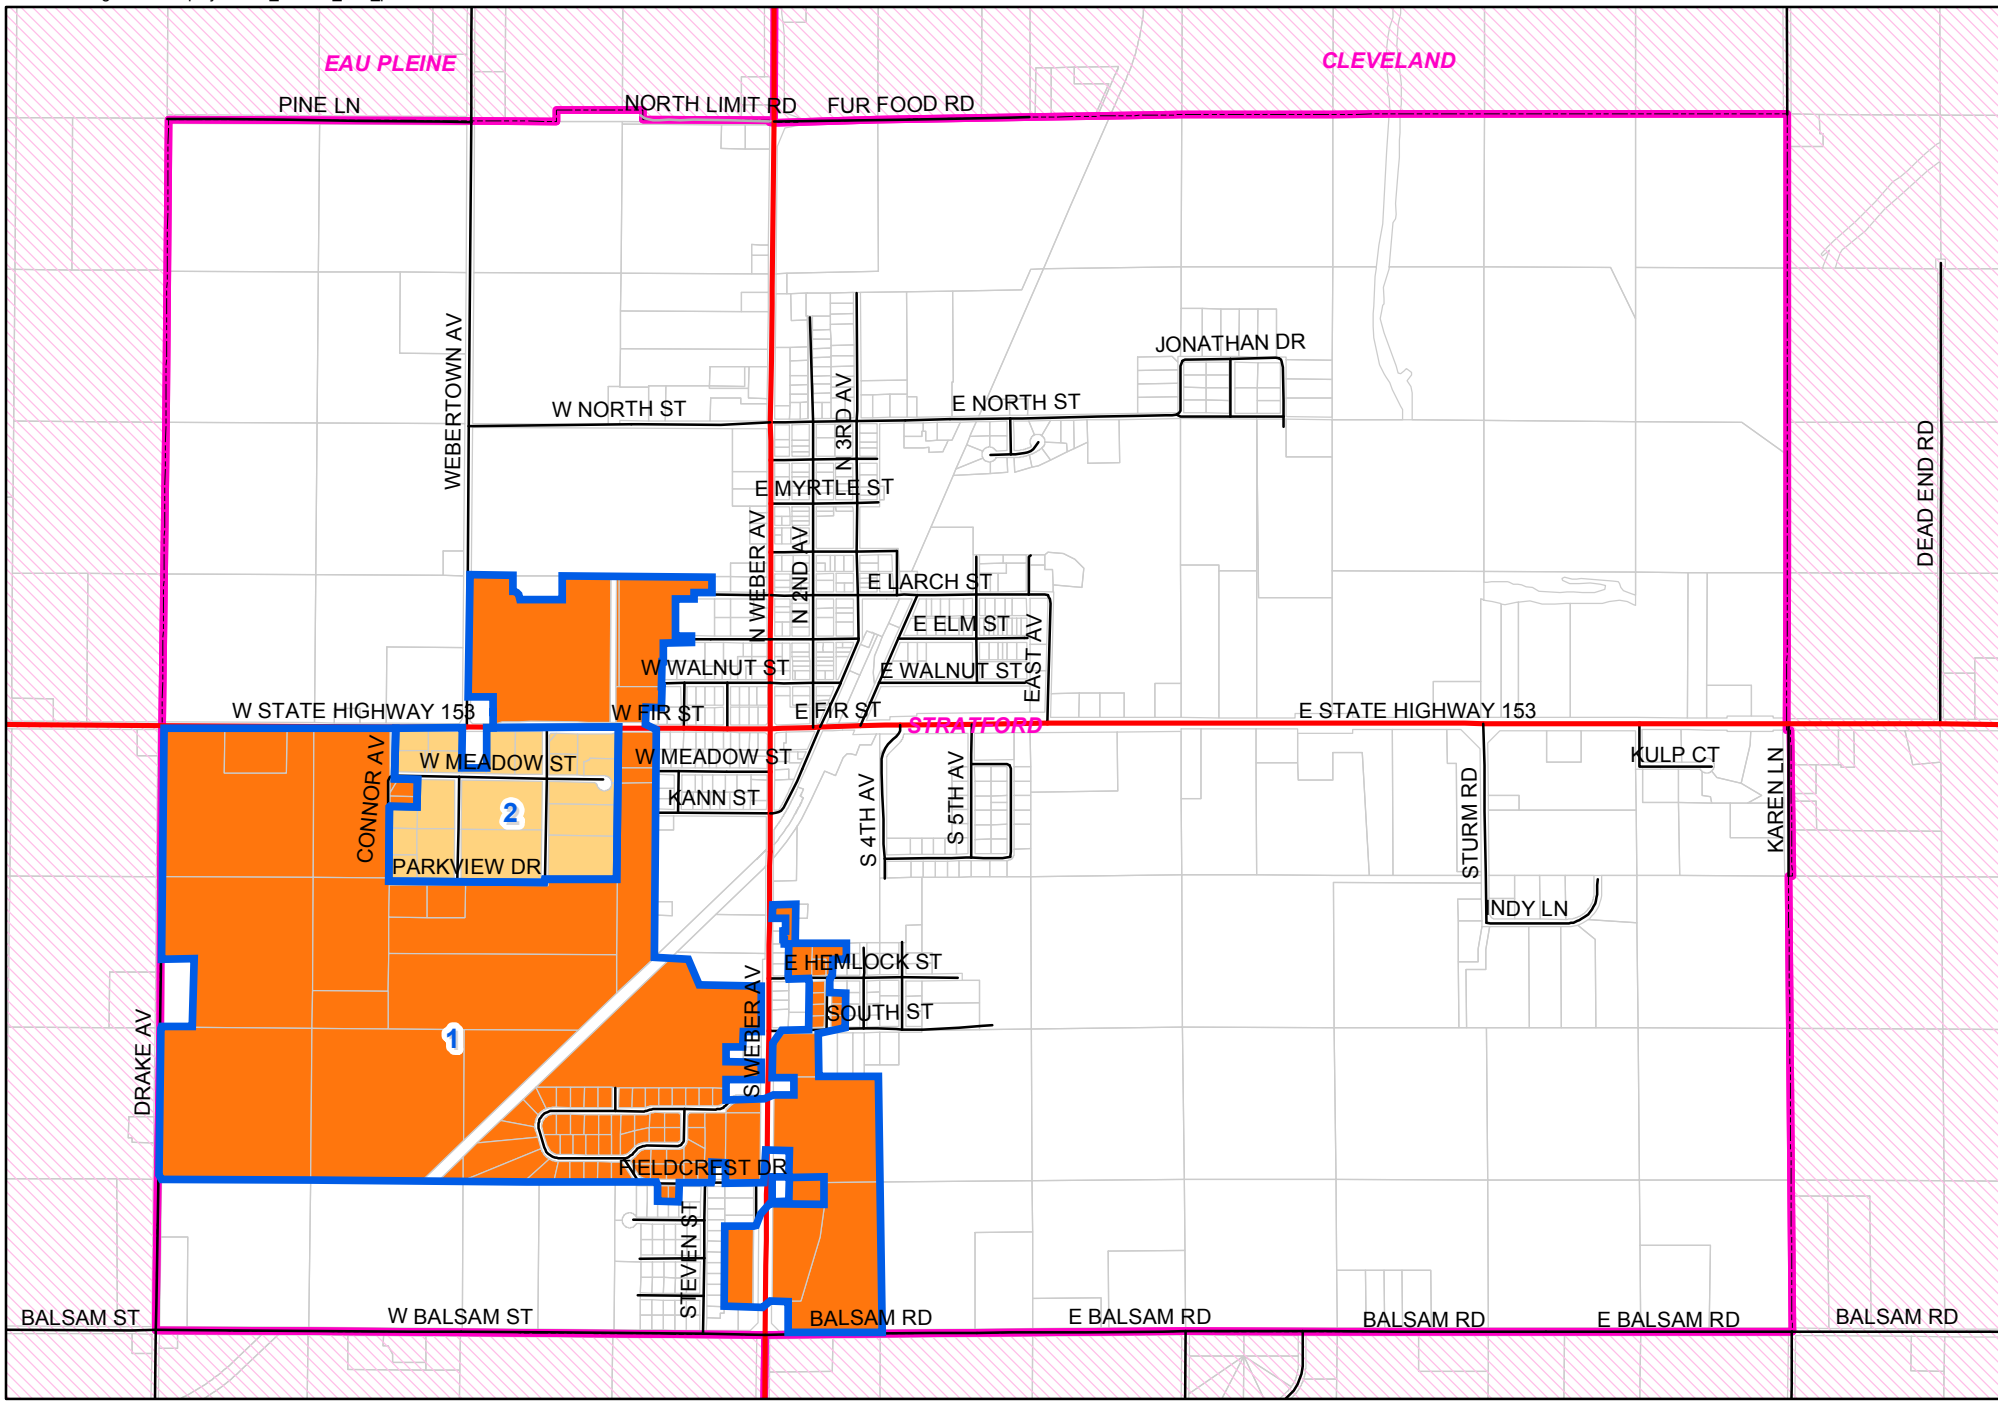 EAU PLEINE
CLEVELAND
PINE LN
NORTH LIMIT RD
FUR FOOD RD
WEBERTOWN AV
JONATHAN DR
W NORTH ST
E NORTH ST
N 3RD AV
DEAD END RD
E MYRTLE ST
N WEBER AV
N 2ND AV
E LARCH ST
E ELM ST
EAST AV
W WALNUT ST
E WALNUT ST
W STATE HIGHWAY 153
W FIR ST
E FIR ST
STRATFORD
E STATE HIGHWAY 153
CONNOR AV
W MEADOW ST
W MEADOW ST
KULP CT
KANN ST
S 4TH AV
S 5TH AV
STURM RD
KAREN LN
2
PARKVIEW DR
INDY LN
E HEMLOCK ST
S WEBER AV
SOUTH ST
DRAKE AV
1
FIELDCREST DR
STEVEN ST
BALSAM ST
W BALSAM ST
BALSAM RD
E BALSAM RD
BALSAM RD
E BALSAM RD
BALSAM RD